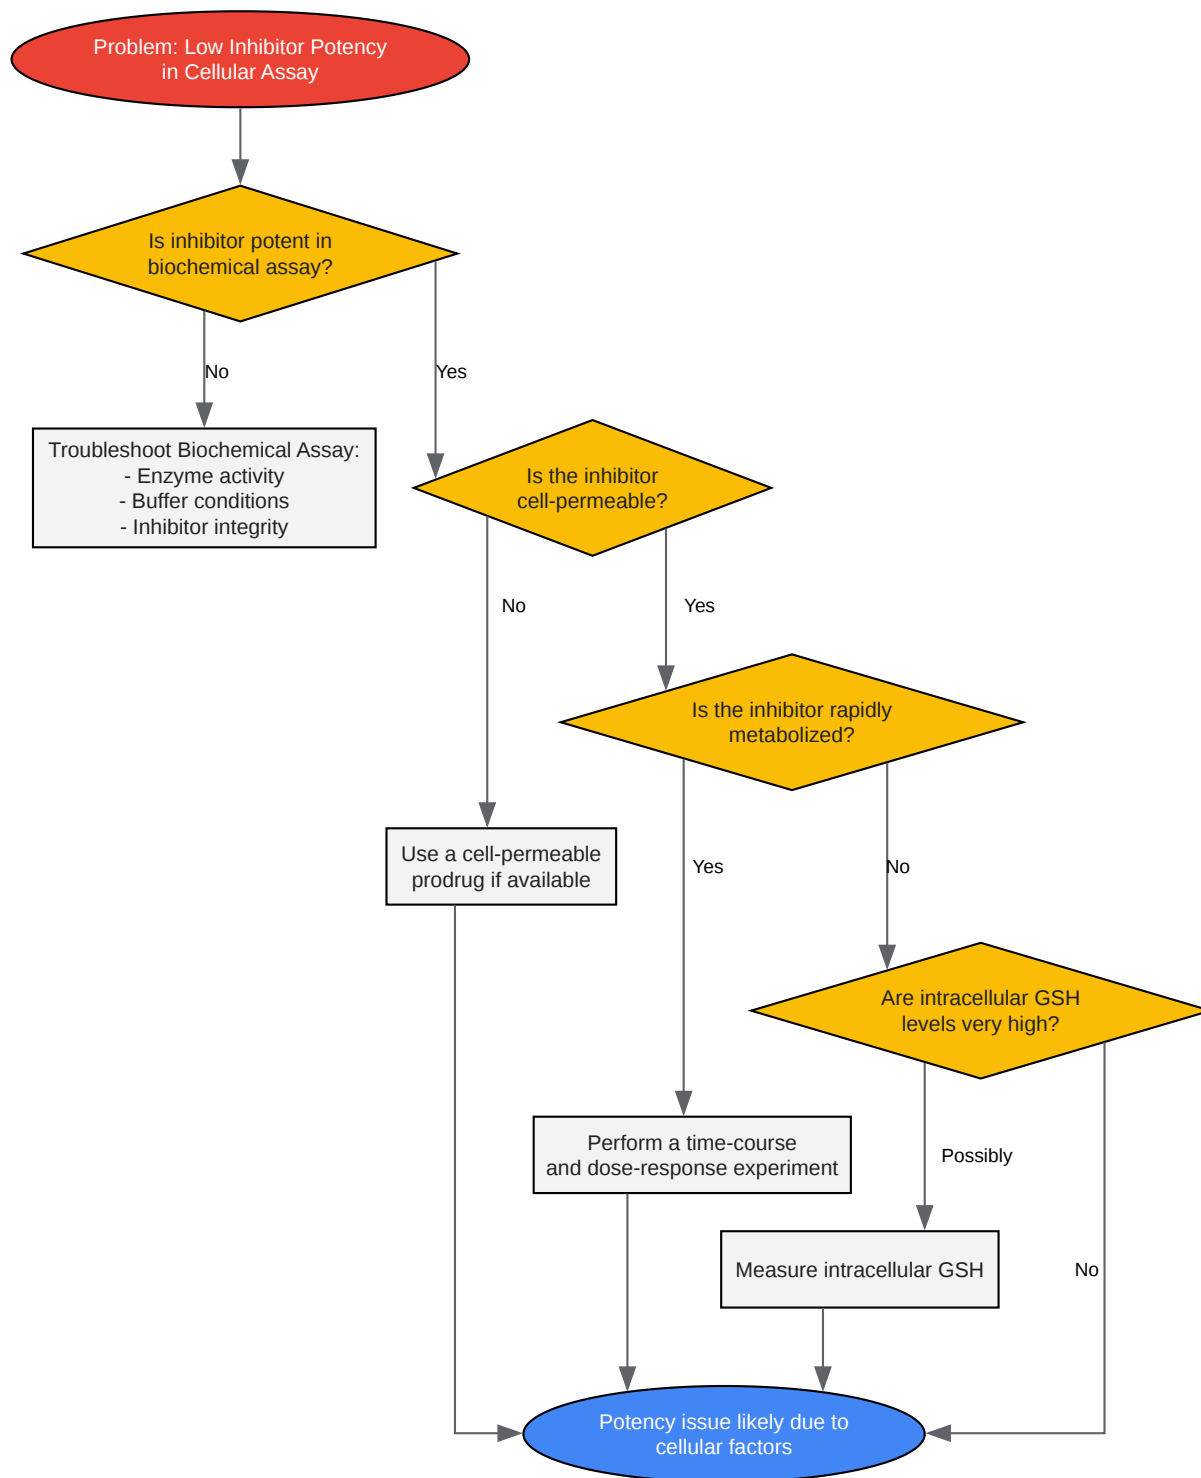 Problem: Low Inhibitor Potency
in Cellular Assay
Is inhibitor potent in
biochemical assay?
No
Yes
Troubleshoot Biochemical Assay:
- Enzyme activity
- Buffer conditions
- Inhibitor integrity
Is the inhibitor
cell-permeable?
No
Yes
Is the inhibitor rapidly
metabolized?
Use a cell-permeable
prodrug if available
Yes
No
Are intracellular GSH
levels very high?
Perform a time-course
and dose-response experiment
Possibly
Measure intracellular GSH
No
Potency issue likely due to
cellular factors